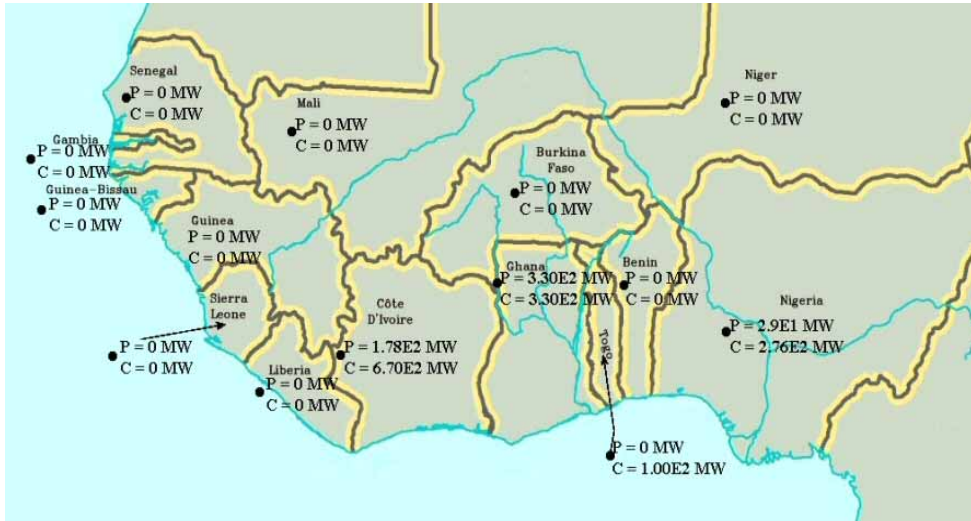 Senegal
P = 0 MW
C = 0 MW
Mali
P = 0 MW
C = 0 MW
Niger
P = 0 MW
C = 0 MW
Gambia
P = 0 MW
C = 0 MW
Guinea-Bissau
P = 0 MW
C = 0 MW
Burkina
Faso
P = 0 MW
C = 0 MW
Guinea
P = 0 MW
C = 0 MW
Ghana
P = 3.30E2 MW
C = 3.30E2 MW
Benin
P = 0 MW
C = 0 MW
Nigeria
P = 2.9E1 MW
C = 2.76E2 MW
Sierra
Leone
P = 0 MW
C = 0 MW
Côte
D'Ivoire
P = 1.78E2 MW
C = 6.70E2 MW
Liberia
P = 0 MW
C = 0 MW
Togo
P = 0 MW
C = 1.00E2 MW